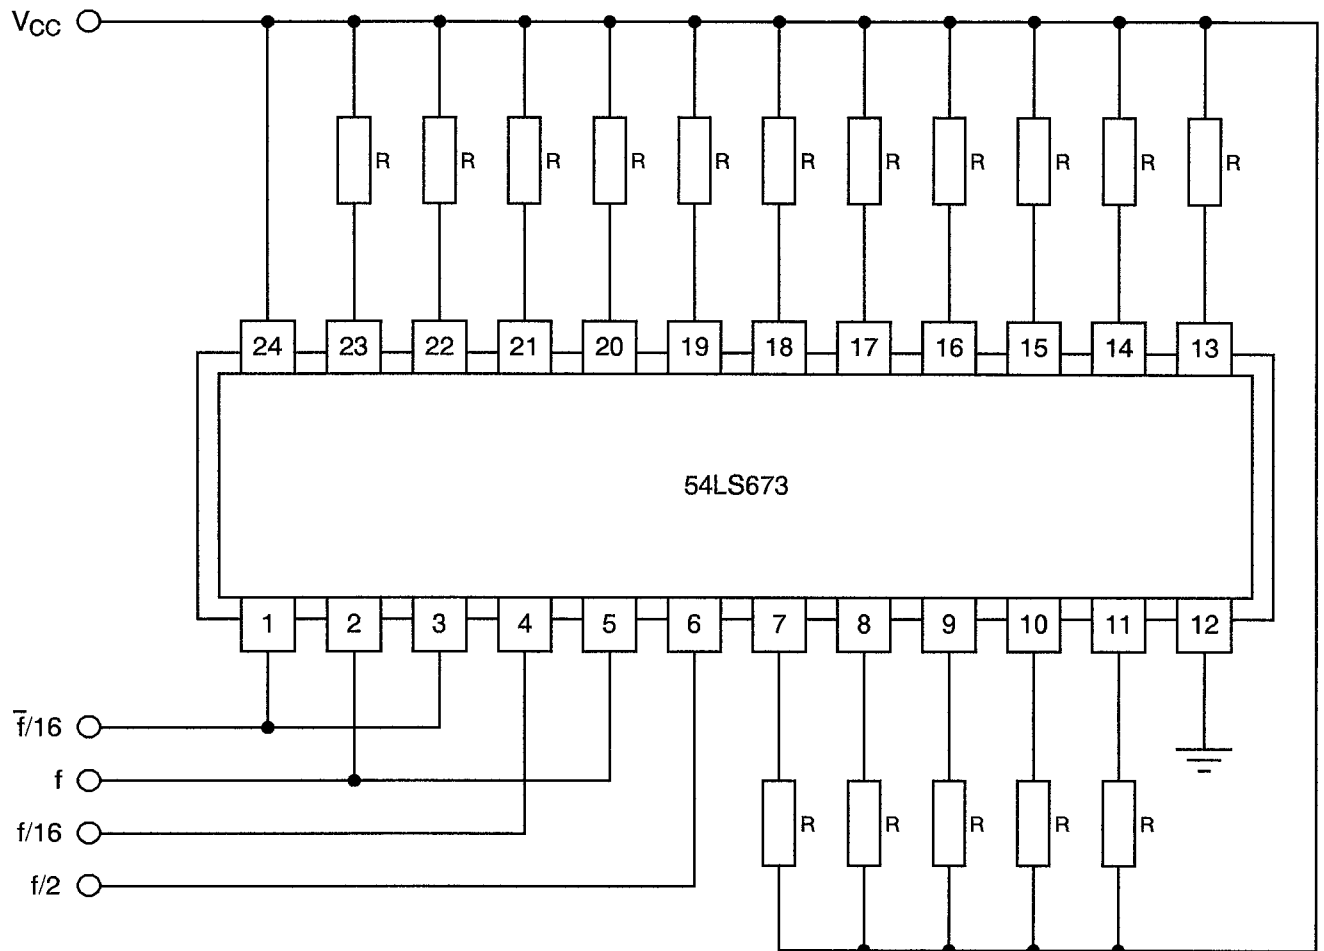 VCC
R R R R R R R R R R R
24 23 22 21 20 19 18 17 16 15 14 13
54LS673
1 2 3 4 5 6 7 8 9 10 11 12
f̅/16
f
f/16
R R R R R
f/2